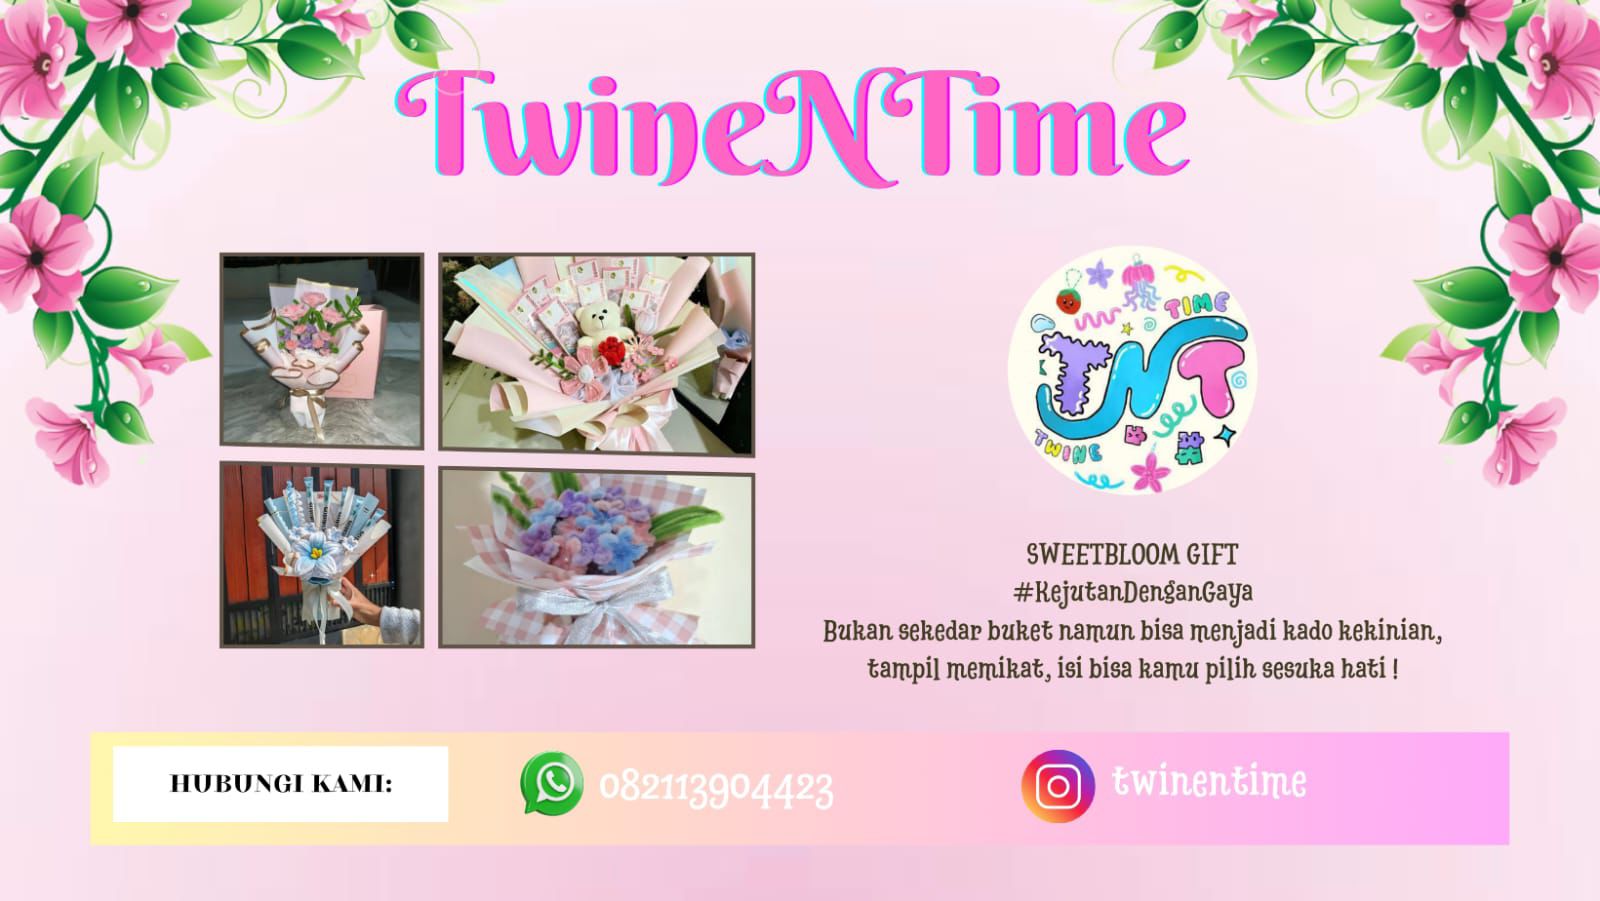 TwineNTime
TIME
TNT
TWINE
SWEETBLOOM GIFT
#KejutanDenganGaya
Bukan sekedar buket namun bisa menjadi kado kekinian,
tampil memikat, isi bisa kamu pilih sesuka hati !
HUBUNGI KAMI:
082113904423
twinentime